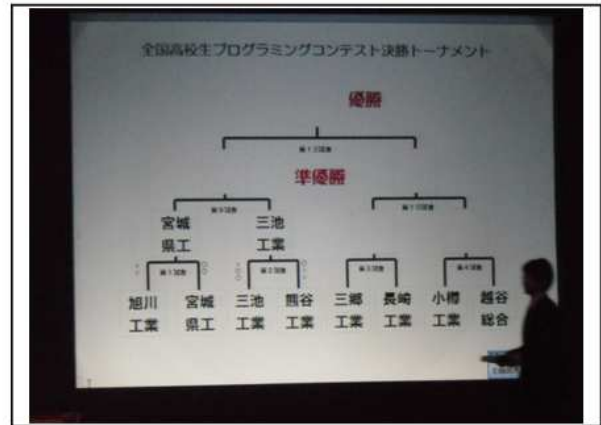 全国高校生プログラミングコンテスト決勝トーナメント
優勝
準優勝
宮城
県工
三池
工業
旭川
工業
宮城
県工
三池
工業
熊谷
工業
三郷
工業
長崎
工業
小樽
工業
越谷
総合